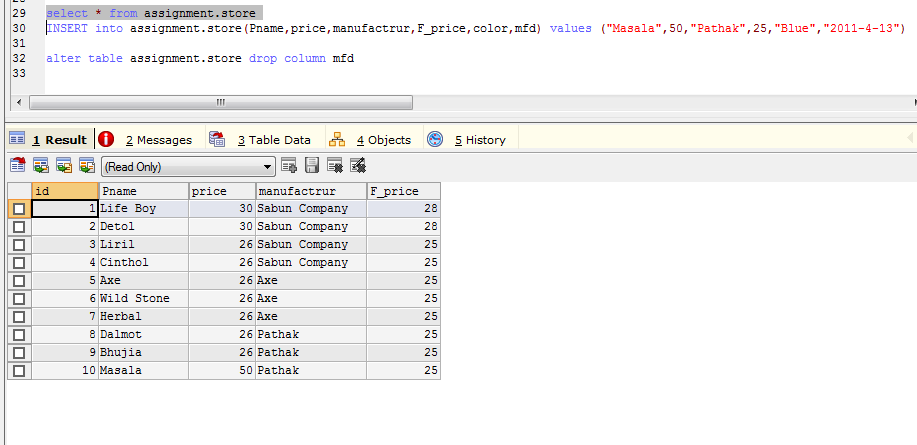 29 select * from assignment.store
30 INSERT into assignment.store(Pname,price,manufactrur,F_price,color,mfd) values ("Masala",50,"Pathak",25,"Blue","2011-4-13")
31
32 alter table assignment.store drop column mfd
33
1 Result 2 Messages 3 Table Data 4 Objects 5 History
(Read Only)
id Pname price manufactrur F_price
1 Life Boy 30 Sabun Company 28
2 Detol 30 Sabun Company 28
3 Liril 26 Sabun Company 25
4 Cinthol 26 Sabun Company 25
5 Axe 26 Axe 25
6 Wild Stone 26 Axe 25
7 Herbal 26 Axe 25
8 Dalmot 26 Pathak 25
9 Bhujia 26 Pathak 25
10 Masala 50 Pathak 25